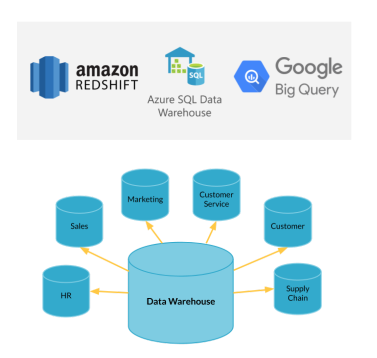 amazon
REDSHIFT
SQL
Azure SQL Data
Warehouse
Google
Big Query
Marketing
Customer
Service
Sales
Customer
HR
Data Warehouse
Supply
Chain